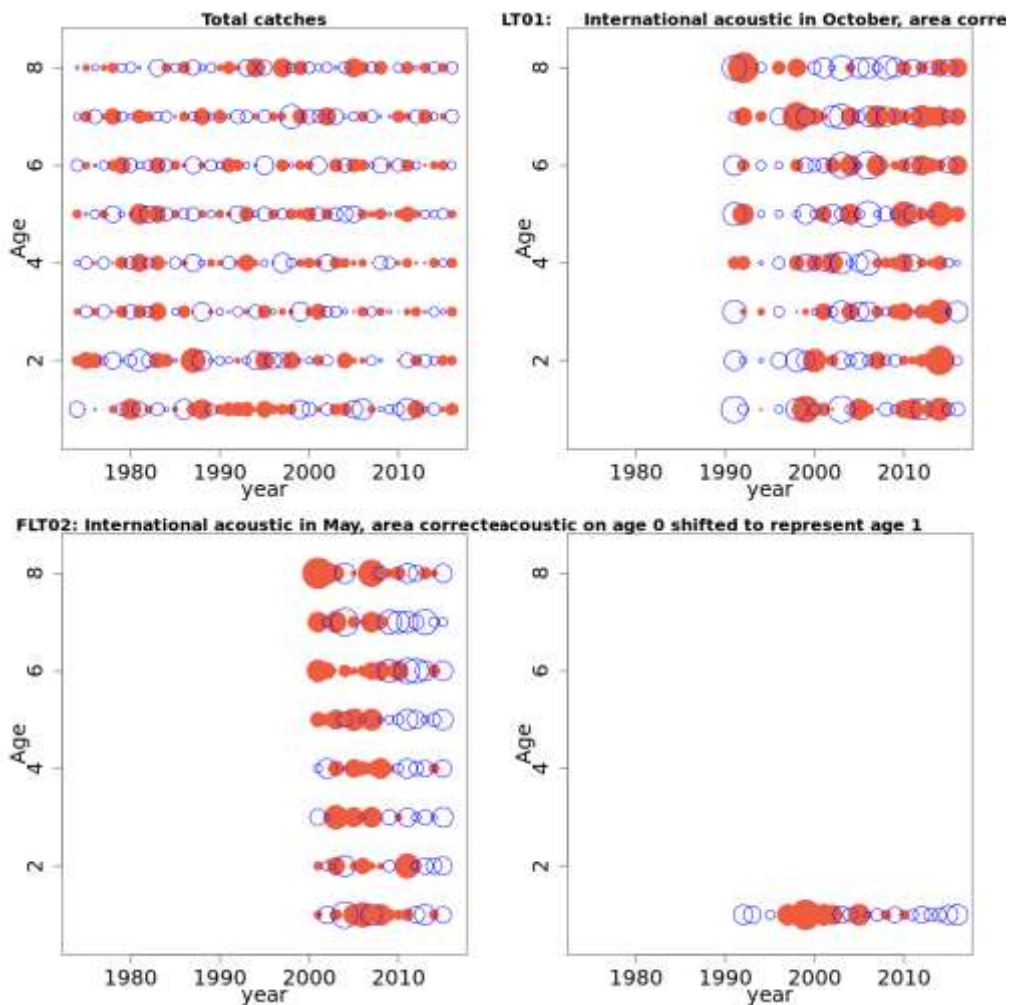 Total catches
LT01: International acoustic in October, area corre
Age
8
6
4
2
1980 1990 2000 2010
year
Age
8
6
4
2
1980 1990 2000 2010
year
FLT02: International acoustic in May, area correcte
acoustic on age 0 shifted to represent age 1
Age
8
6
4
2
1980 1990 2000 2010
year
Age
8
6
4
2
1980 1990 2000 2010
year